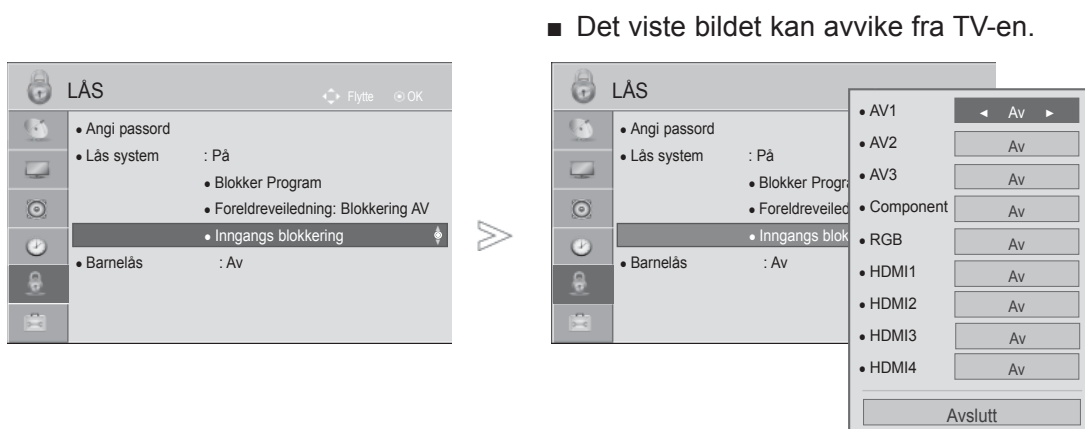 ■ Det viste bildet kan avvike fra TV-en.
LÅS
Flytte OK
• Angi passord
• Lås system : På
• Blokker Program
• Foreldreveiledning: Blokkering AV
• Inngangs blokkering
• Barnelås : Av
LÅS
• Angi passord
• Lås system : På
• Blokker Progr
• Foreldreveiled
• Inngangs blok
• Barnelås : Av
• AV1 ◄ Av ►
• AV2 Av
• AV3 Av
• Component Av
• RGB Av
• HDMI1 Av
• HDMI2 Av
• HDMI3 Av
• HDMI4 Av
Avslutt